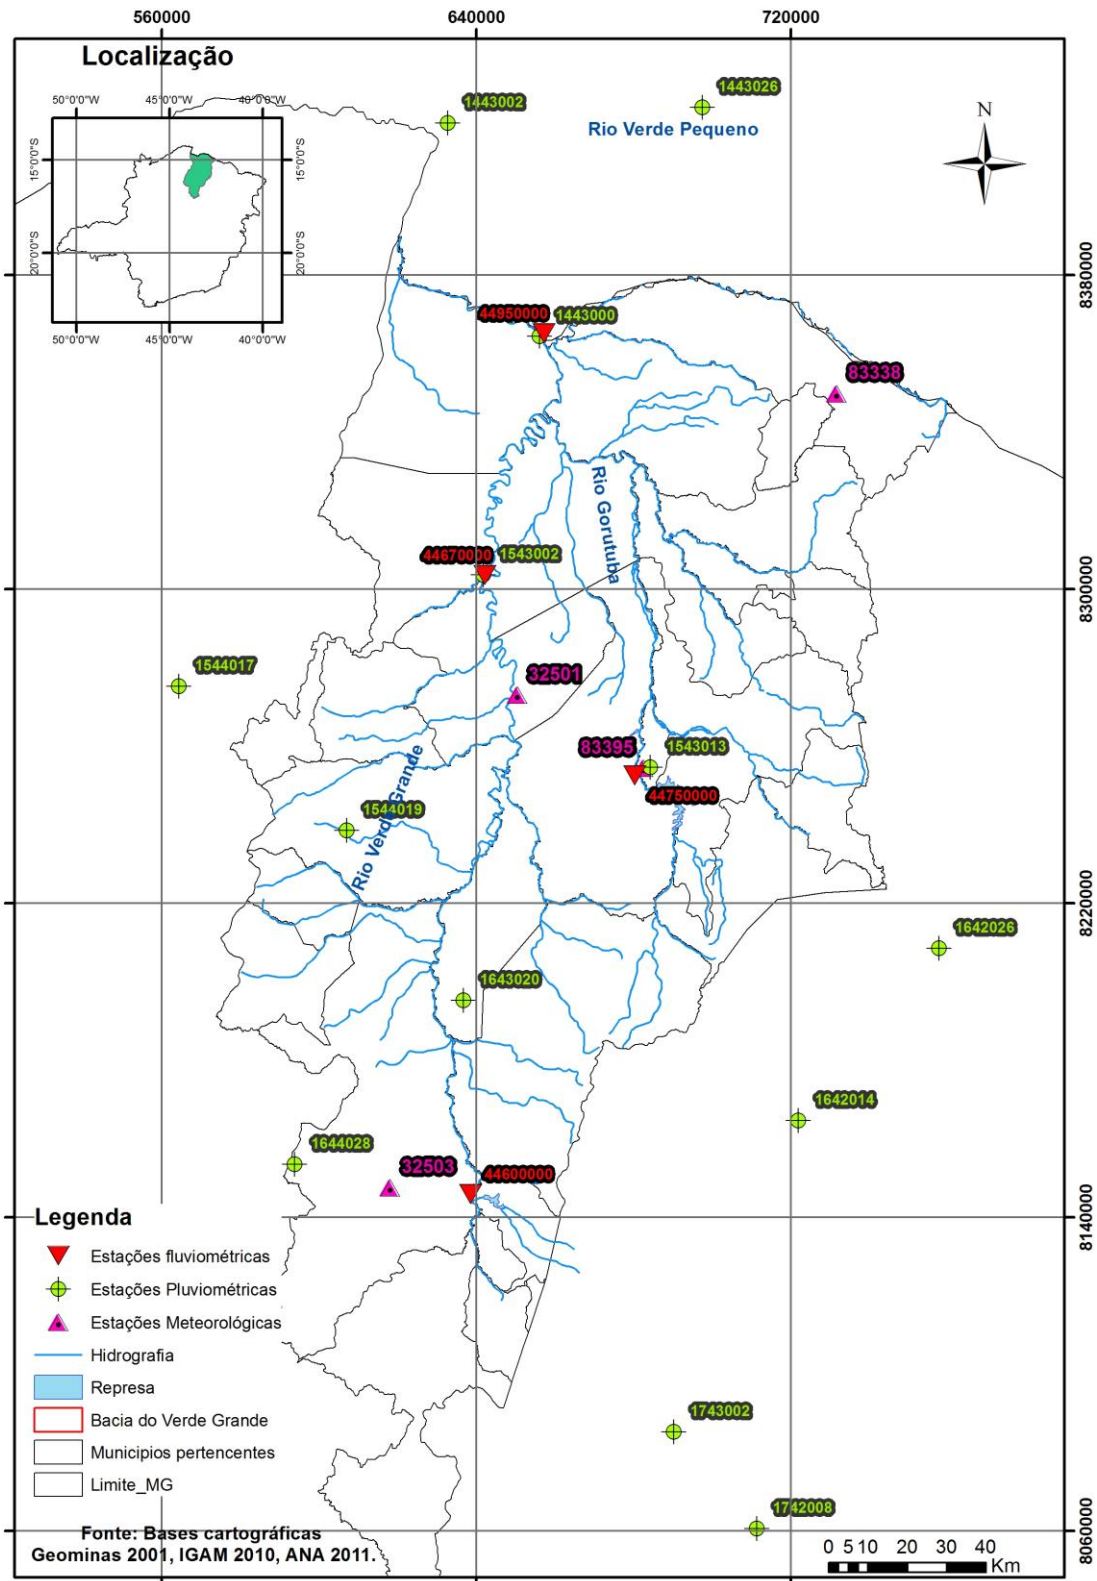 560000
640000
720000
Localização
50°0'0"W
45°0'0"W
40°0'0"W
15°0'0"S
15°0'0"S
20°0'0"S
20°0'0"S
50°0'0"W
45°0'0"W
40°0'0"W
1443002
1443026
Rio Verde Pequeno
N
8380000
44950000
1443000
83338
Rio Gorutuba
44670000
1543002
8300000
1544017
32501
83395
1543013
44750000
Rio Verde Grande
1544019
8220000
1642026
1643020
1642014
1644028
32503
44600000
8140000
Legenda
Estações fluviométricas
Estações Pluviométricas
Estações Meteorológicas
Hidrografia
Represa
Bacia do Verde Grande
Municipios pertencentes
Limite_MG
1743002
1742008
8060000
Fonte: Bases cartográficas
Geominas 2001, IGAM 2010, ANA 2011.
0 5 10 20 30 40
Km